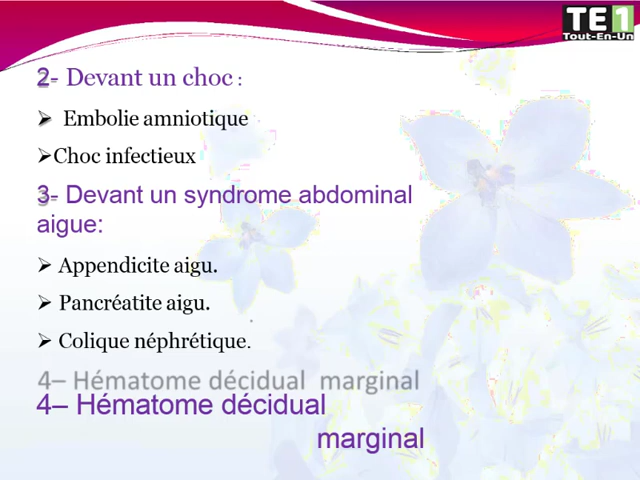 TE1
Tout-En-Un
2- Devant un choc :
➢ Embolie amniotique
➢Choc infectieux
3- Devant un syndrome abdominal
aigue:
➢ Appendicite aigu.
➢ Pancréatite aigu.
➢ Colique néphrétique.
4– Hématome décidual marginal
4– Hématome décidual
marginal